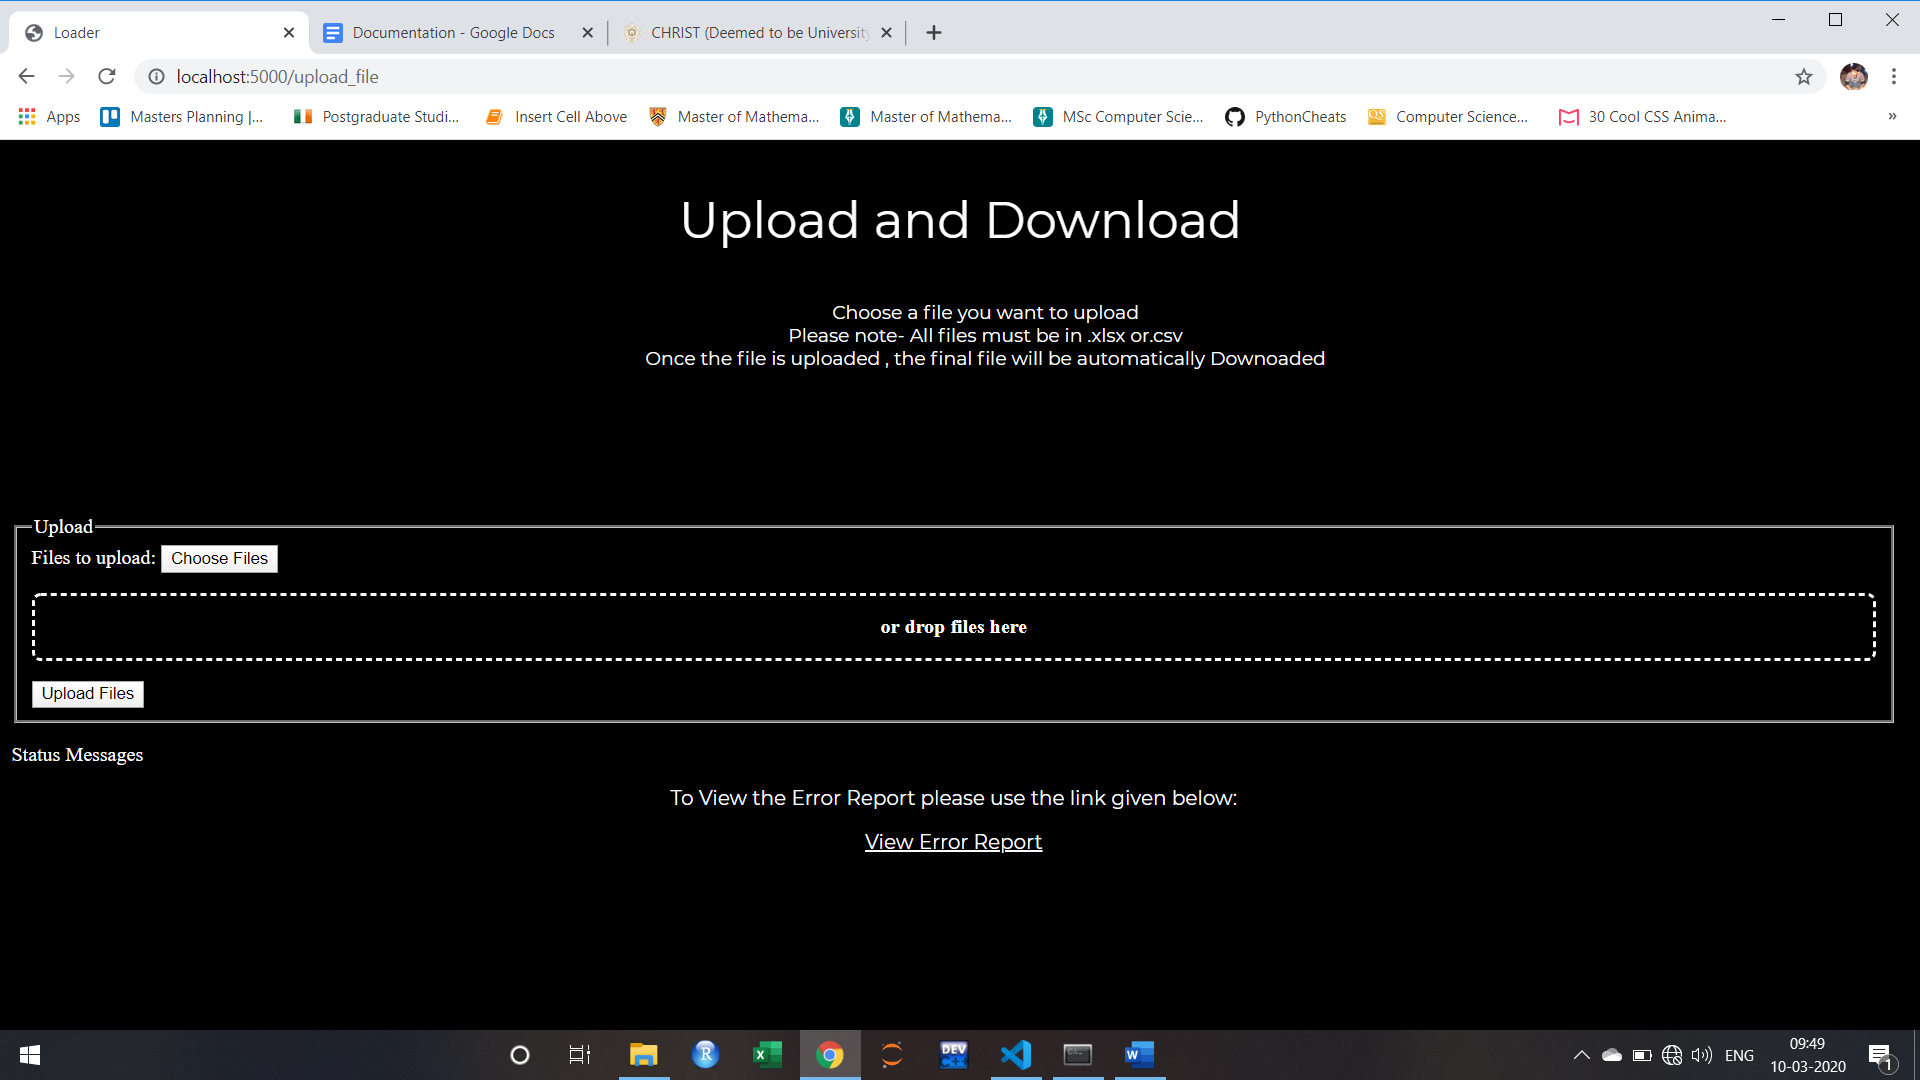 Loader
Documentation - Google Docs
CHRIST (Deemed to be University
localhost:5000/upload_file
Apps
Masters Planning |...
Postgraduate Studi...
Insert Cell Above
Master of Mathema...
Master of Mathema...
MSc Computer Scie...
PythonCheats
Computer Science...
30 Cool CSS Anima...
»
Upload and Download
Choose a file you want to upload
Please note- All files must be in .xlsx or.csv
Once the file is uploaded , the final file will be automatically Downoaded
Upload
Files to upload: Choose Files
or drop files here
Upload Files
Status Messages
To View the Error Report please use the link given below:
View Error Report
R
X
DEV
C++
C:\.
W
ENG
09:49
10-03-2020
1